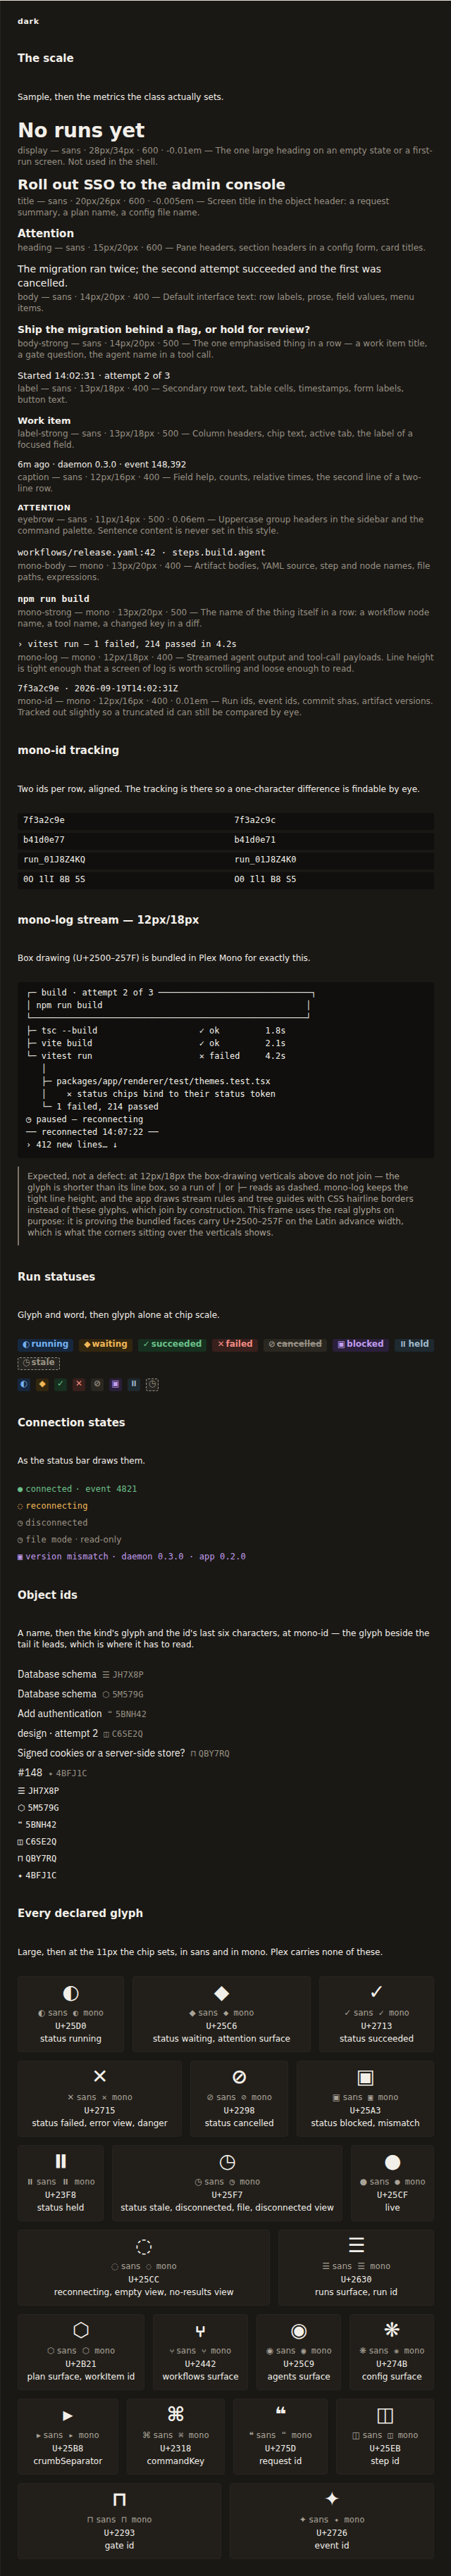 dark
The scale
Sample, then the metrics the class actually sets.
No runs yet
display — sans · 28px/34px · 600 · -0.01em — The one large heading on an empty state or a first-
run screen. Not used in the shell.
Roll out SSO to the admin console
title — sans · 20px/26px · 600 · -0.005em — Screen title in the object header: a request
summary, a plan name, a config file name.
Attention
heading — sans · 15px/20px · 600 — Pane headers, section headers in a config form, card titles.
The migration ran twice; the second attempt succeeded and the first was
cancelled.
body — sans · 14px/20px · 400 — Default interface text: row labels, prose, field values, menu
items.
Ship the migration behind a flag, or hold for review?
body-strong — sans · 14px/20px · 500 — The one emphasised thing in a row — a work item title,
a gate question, the agent name in a tool call.
Started 14:02:31 · attempt 2 of 3
label — sans · 13px/18px · 400 — Secondary row text, table cells, timestamps, form labels,
button text.
Work item
label-strong — sans · 13px/18px · 500 — Column headers, chip text, active tab, the label of a
focused field.
6m ago · daemon 0.3.0 · event 148,392
caption — sans · 12px/16px · 400 — Field help, counts, relative times, the second line of a two-
line row.
ATTENTION
eyebrow — sans · 11px/14px · 500 · 0.06em — Uppercase group headers in the sidebar and the
command palette. Sentence content is never set in this style.
workflows/release.yaml:42 · steps.build.agent
mono-body — mono · 13px/20px · 400 — Artifact bodies, YAML source, step and node names, file
paths, expressions.
npm run build
mono-strong — mono · 13px/20px · 500 — The name of the thing itself in a row: a workflow node
name, a tool name, a changed key in a diff.
› vitest run — 1 failed, 214 passed in 4.2s
mono-log — mono · 12px/18px · 400 — Streamed agent output and tool-call payloads. Line height
is tight enough that a screen of log is worth scrolling and loose enough to read.
7f3a2c9e · 2026-09-19T14:02:31Z
mono-id — mono · 12px/16px · 400 · 0.01em — Run ids, event ids, commit shas, artifact versions.
Tracked out slightly so a truncated id can still be compared by eye.
mono-id tracking
Two ids per row, aligned. The tracking is there so a one-character difference is findable by eye.
7f3a2c9e 7f3a2c9c
b41d0e77 b41d0e71
run_01J8Z4KQ run_01J8Z4K0
0O 1lI 8B 5S O0 Il1 B8 S5
mono-log stream — 12px/18px
Box drawing (U+2500–257F) is bundled in Plex Mono for exactly this.
┌─ build · attempt 2 of 3 ──────────────────────────────┐
│ npm run build │
└───────────────────────────────────────────────────────┘
├─ tsc --build ✓ ok 1.8s
├─ vite build ✓ ok 2.1s
└─ vitest run ✕ failed 4.2s
│
├─ packages/app/renderer/test/themes.test.tsx
│ ✕ status chips bind to their status token
└─ 1 failed, 214 passed
◷ paused — reconnecting
── reconnected 14:07:22 ──
› 412 new lines… ↓
Expected, not a defect: at 12px/18px the box-drawing verticals above do not join — the
glyph is shorter than its line box, so a run of │ or ├─ reads as dashed. mono-log keeps the
tight line height, and the app draws stream rules and tree guides with CSS hairline borders
instead of these glyphs, which join by construction. This frame uses the real glyphs on
purpose: it is proving the bundled faces carry U+2500–257F on the Latin advance width,
which is what the corners sitting over the verticals shows.
Run statuses
Glyph and word, then glyph alone at chip scale.
◐ running ◆ waiting ✓ succeeded ✕ failed ⊘ cancelled ▣ blocked ⏸ held
◷ stale
◐ ◆ ✓ ✕ ⊘ ▣ ⏸ ◷
Connection states
As the status bar draws them.
● connected · event 4821
◌ reconnecting
◷ disconnected
◷ file mode · read-only
▣ version mismatch · daemon 0.3.0 · app 0.2.0
Object ids
A name, then the kind's glyph and the id's last six characters, at mono-id — the glyph beside the
tail it leads, which is where it has to read.
Database schema ☰ JH7X8P
Database schema ⬡ 5M579G
Add authentication ❝ 5BNH42
design · attempt 2 ◫ C6SE2Q
Signed cookies or a server-side store? ⊓ QBY7RQ
#148 ✦ 4BFJ1C
☰ JH7X8P
⬡ 5M579G
❝ 5BNH42
◫ C6SE2Q
⊓ QBY7RQ
✦ 4BFJ1C
Every declared glyph
Large, then at the 11px the chip sets, in sans and in mono. Plex carries none of these.
◐ ◆ ✓
◐ sans ◐ mono ◆ sans ◆ mono ✓ sans ✓ mono
U+25D0 U+25C6 U+2713
status running status waiting, attention surface status succeeded
✕ ⊘ ▣
✕ sans ✕ mono ⊘ sans ⊘ mono ▣ sans ▣ mono
U+2715 U+2298 U+25A3
status failed, error view, danger status cancelled status blocked, mismatch
⏸ ◷ ●
⏸ sans ⏸ mono ◷ sans ◷ mono ● sans ● mono
U+23F8 U+25F7 U+25CF
status held status stale, disconnected, file, disconnected view live
◌ ☰
◌ sans ◌ mono ☰ sans ☰ mono
U+25CC U+2630
reconnecting, empty view, no-results view runs surface, run id
⬡ ⑂ ◉ ❋
⬡ sans ⬡ mono ⑂ sans ⑂ mono ◉ sans ◉ mono ❋ sans ❋ mono
U+2B21 U+2442 U+25C9 U+274B
plan surface, workItem id workflows surface agents surface config surface
▸ ⌘ ❝ ◫
▸ sans ▸ mono ⌘ sans ⌘ mono ❝ sans ❝ mono ◫ sans ◫ mono
U+25B8 U+2318 U+275D U+25EB
crumbSeparator commandKey request id step id
⊓ ✦
⊓ sans ⊓ mono ✦ sans ✦ mono
U+2293 U+2726
gate id event id